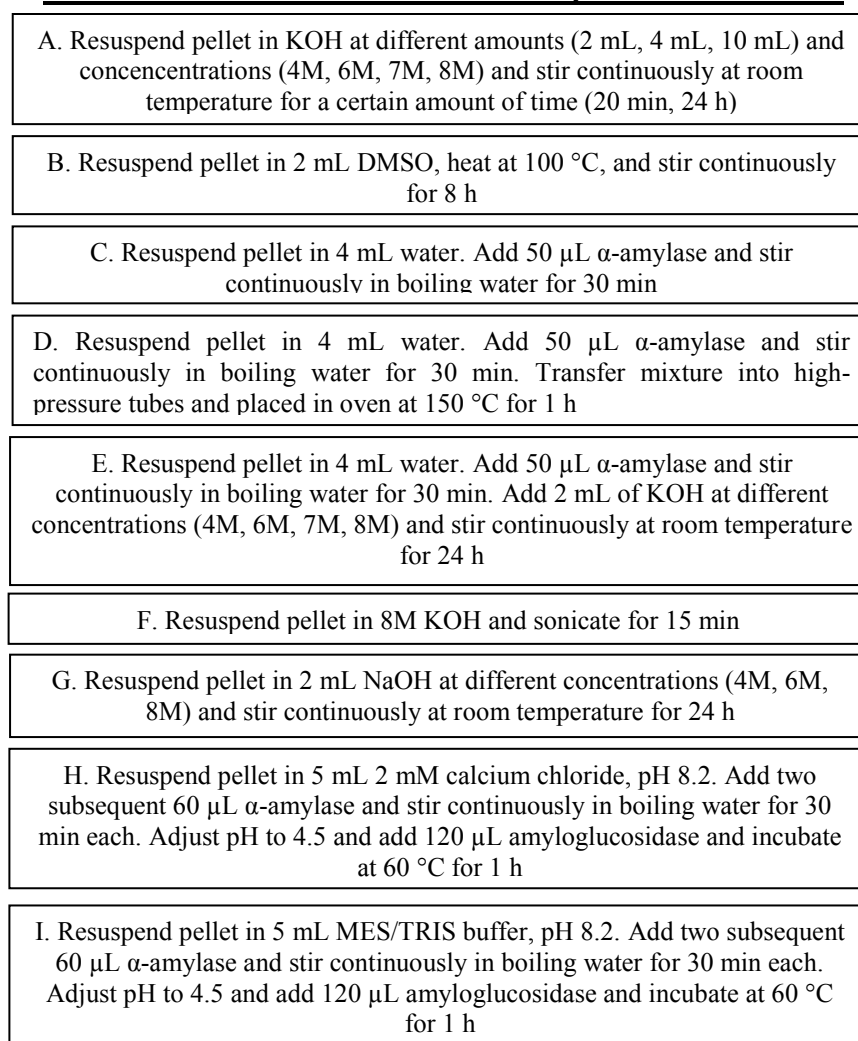 A. Resuspend pellet in KOH at different amounts (2 mL, 4 mL, 10 mL) and
concencentrations (4M, 6M, 7M, 8M) and stir continuously at room
temperature for a certain amount of time (20 min, 24 h)
B. Resuspend pellet in 2 mL DMSO, heat at 100 °C, and stir continuously
for 8 h
C. Resuspend pellet in 4 mL water. Add 50 µL α-amylase and stir
continuously in boiling water for 30 min
D. Resuspend pellet in 4 mL water. Add 50 µL α-amylase and stir
continuously in boiling water for 30 min. Transfer mixture into high-
pressure tubes and placed in oven at 150 °C for 1 h
E. Resuspend pellet in 4 mL water. Add 50 µL α-amylase and stir
continuously in boiling water for 30 min. Add 2 mL of KOH at different
concentrations (4M, 6M, 7M, 8M) and stir continuously at room temperature
for 24 h
F. Resuspend pellet in 8M KOH and sonicate for 15 min
G. Resuspend pellet in 2 mL NaOH at different concentrations (4M, 6M,
8M) and stir continuously at room temperature for 24 h
H. Resuspend pellet in 5 mL 2 mM calcium chloride, pH 8.2. Add two
subsequent 60 µL α-amylase and stir continuously in boiling water for 30
min each. Adjust pH to 4.5 and add 120 µL amyloglucosidase and incubate
at 60 °C for 1 h
I. Resuspend pellet in 5 mL MES/TRIS buffer, pH 8.2. Add two subsequent
60 µL α-amylase and stir continuously in boiling water for 30 min each.
Adjust pH to 4.5 and add 120 µL amyloglucosidase and incubate at 60 °C
for 1 h